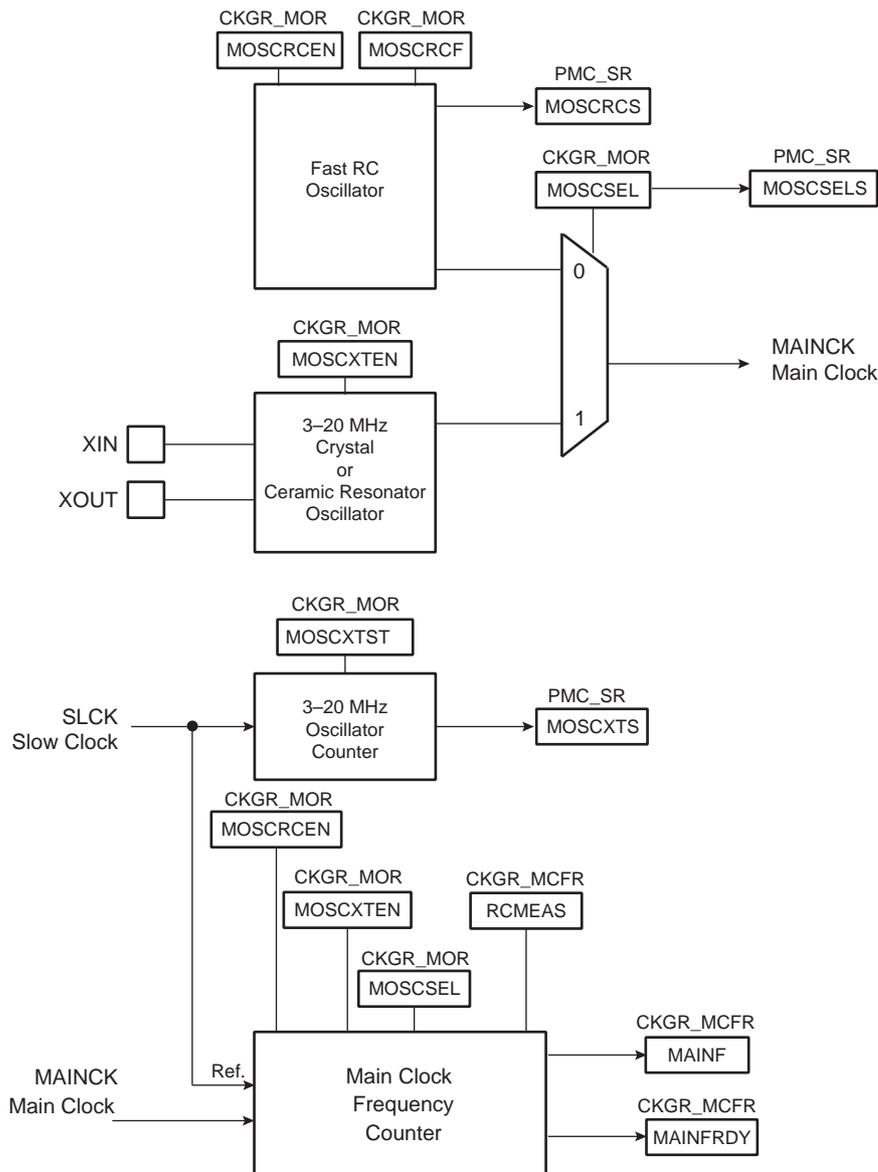 CKGR_MOR CKGR_MOR
MOSCRCEN MOSCRCF
PMC_SR
MOSCRCS
Fast RC
Oscillator
CKGR_MOR PMC_SR
MOSCSEL MOSCSELS
0
CKGR_MOR
MOSCXTEN
MAINCK
Main Clock
1
3–20 MHz
Crystal
or
Ceramic Resonator
Oscillator
XIN
XOUT
CKGR_MOR
MOSCXTST
SLCK
Slow Clock
3–20 MHz
Oscillator
Counter
PMC_SR
MOSCXTS
CKGR_MOR
MOSCRCEN
CKGR_MOR CKGR_MCFR
MOSCXTEN RCMEAS
CKGR_MOR
MOSCSEL
CKGR_MCFR
MAINF
MAINCK
Main Clock
Ref.
Main Clock
Frequency
Counter
CKGR_MCFR
MAINFRDY